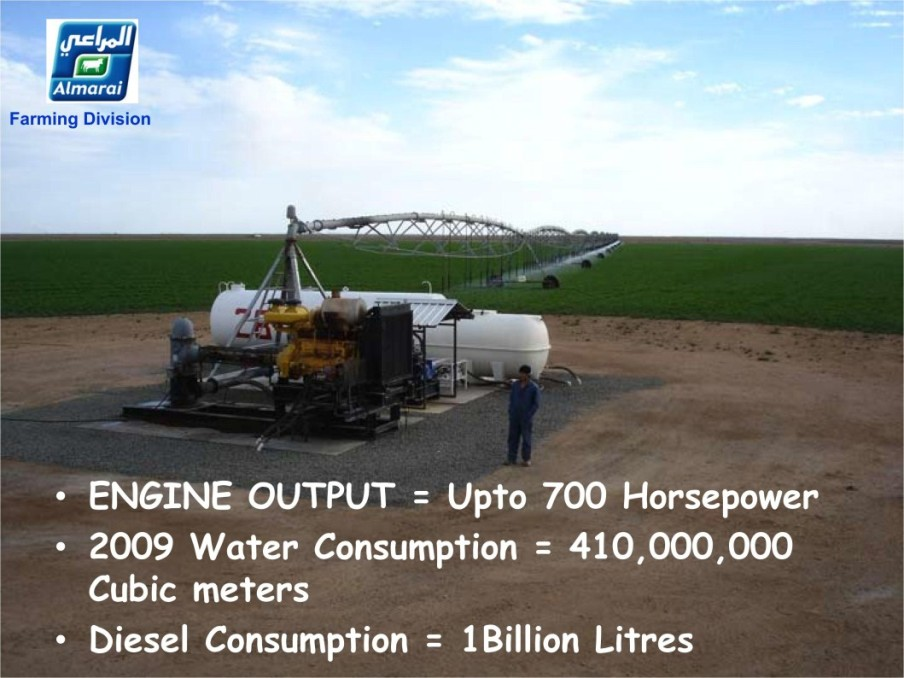 المراعي
Almarai
Farming Division
• ENGINE OUTPUT = Upto 700 Horsepower
• 2009 Water Consumption = 410,000,000
Cubic meters
• Diesel Consumption = 1Billion Litres